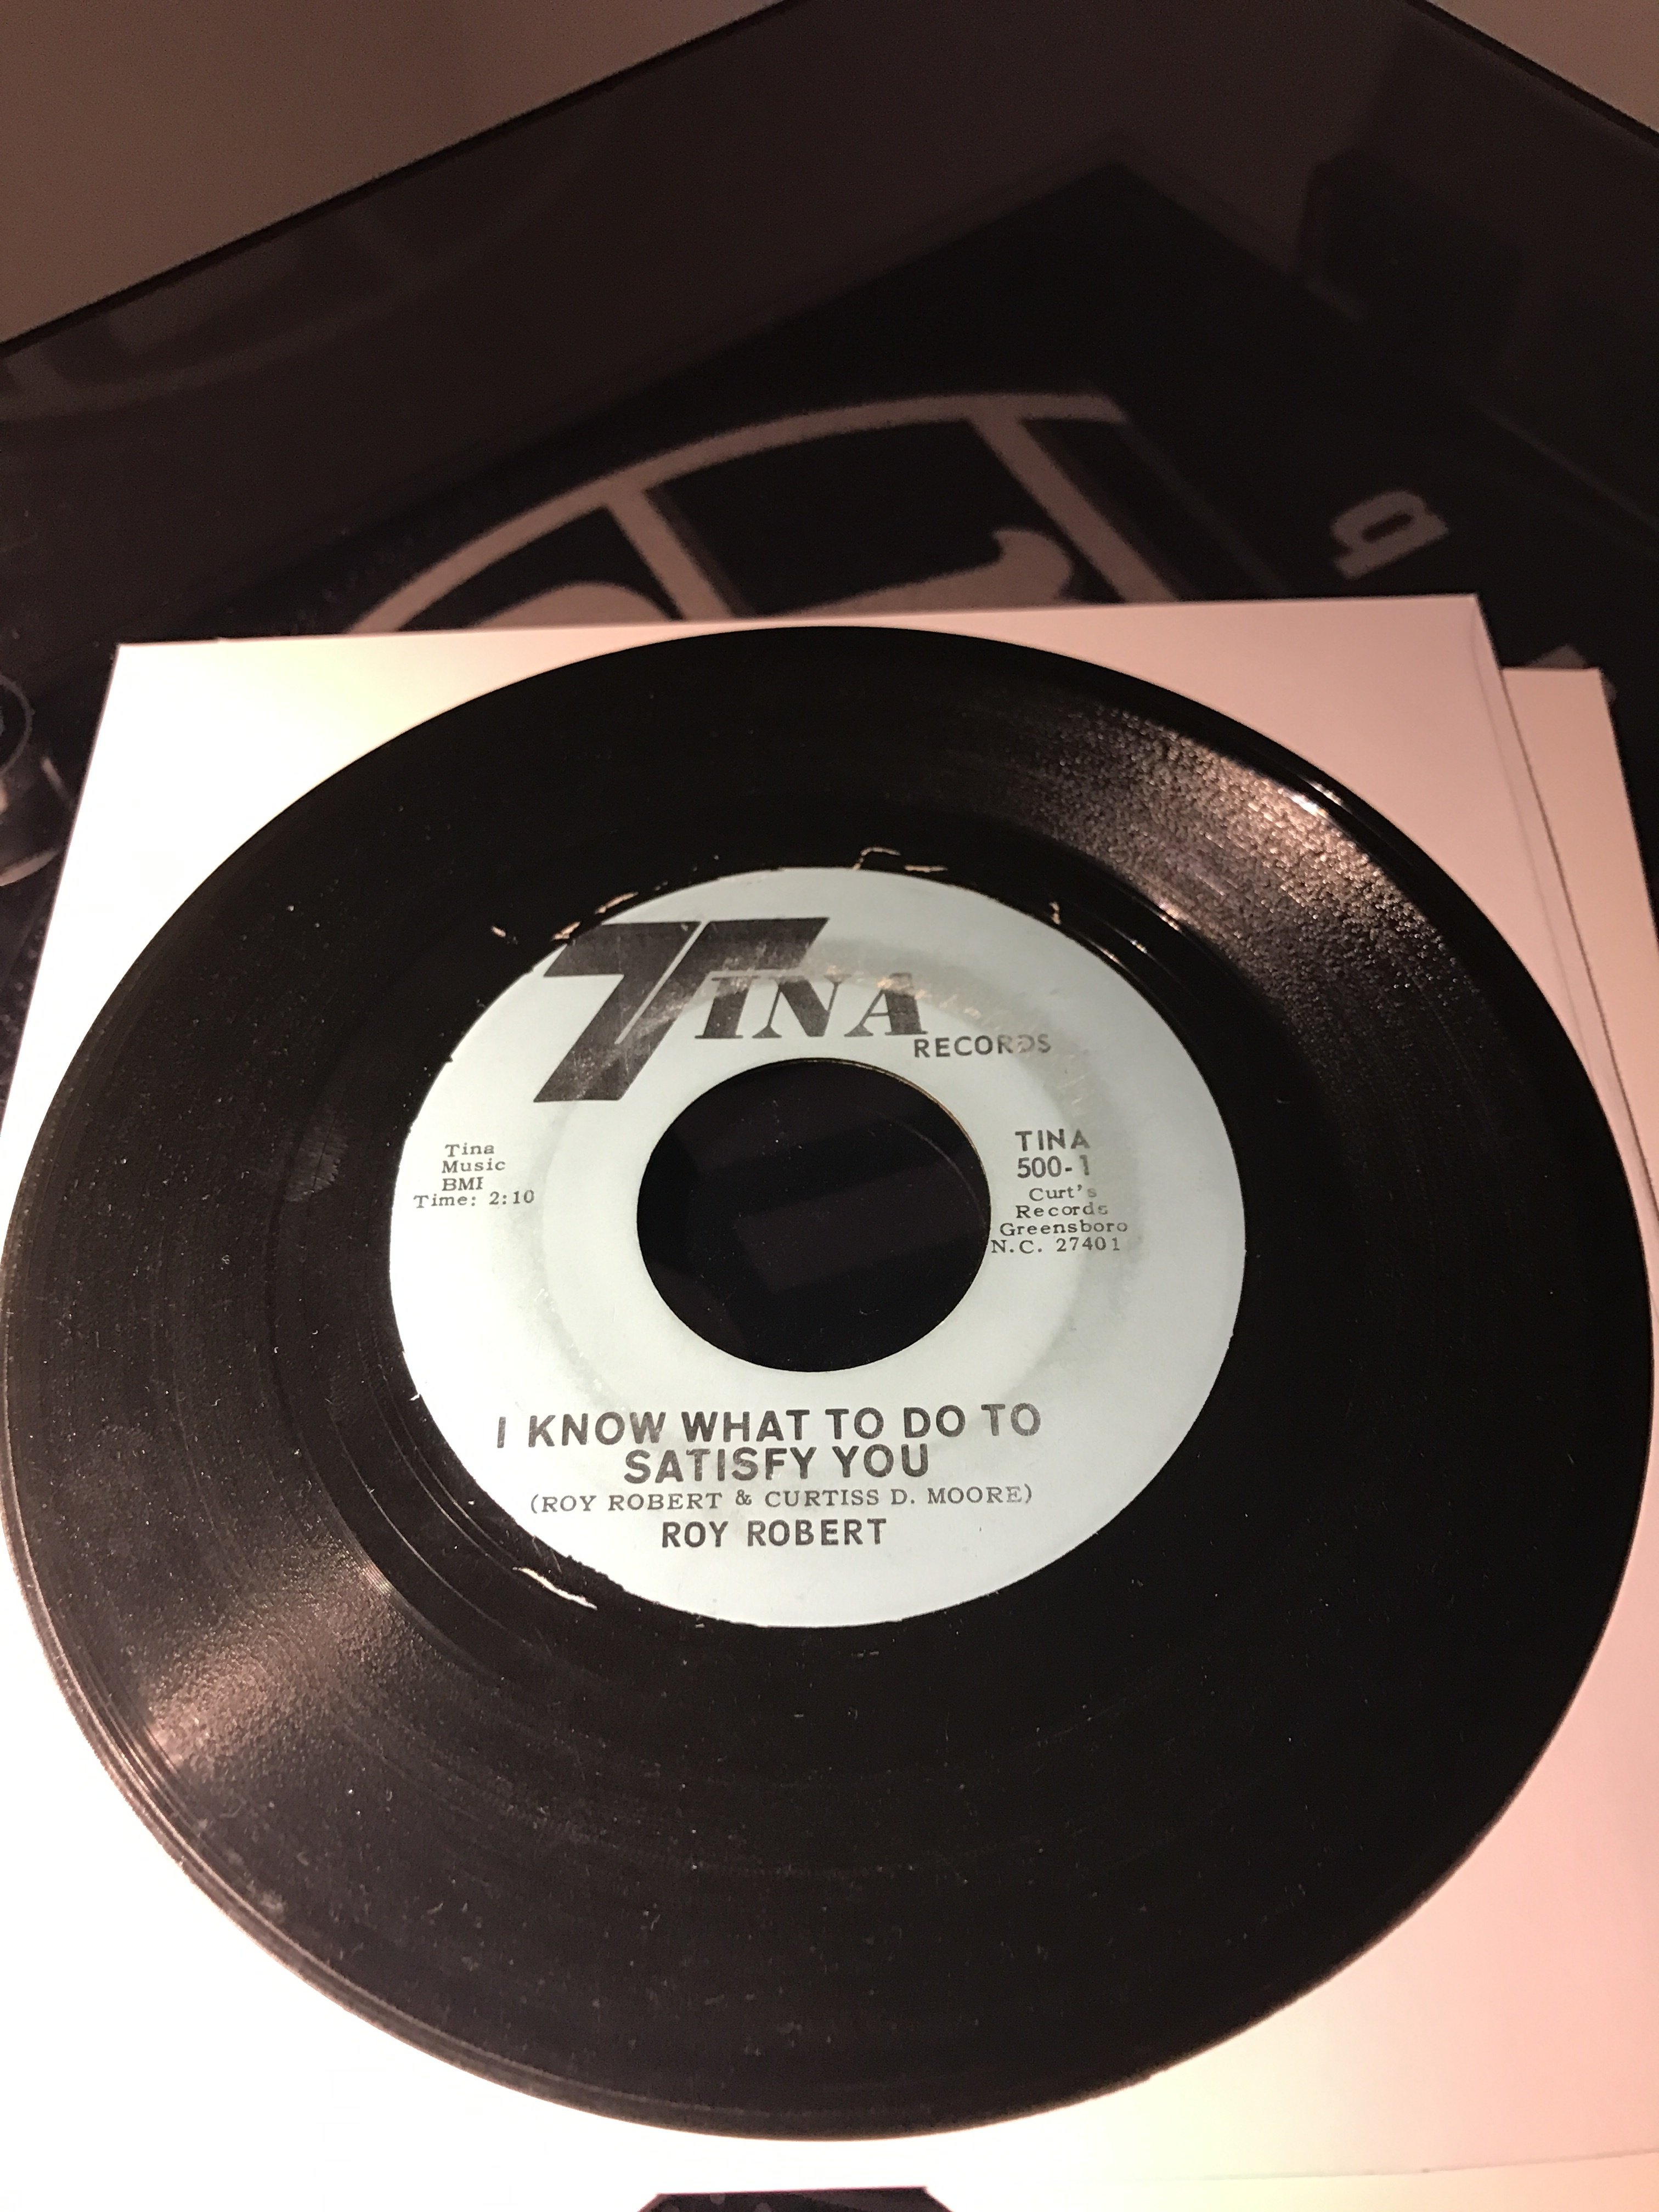 TINA
RECORDS
Tina
Music
BMI
Time: 2:10
TINA
500-1
Curt's
Records
Greensboro
N.C. 27401
I KNOW WHAT TO DO TO
SATISFY YOU
(ROY ROBERT & CURTISS D. MOORE)
ROY ROBERT